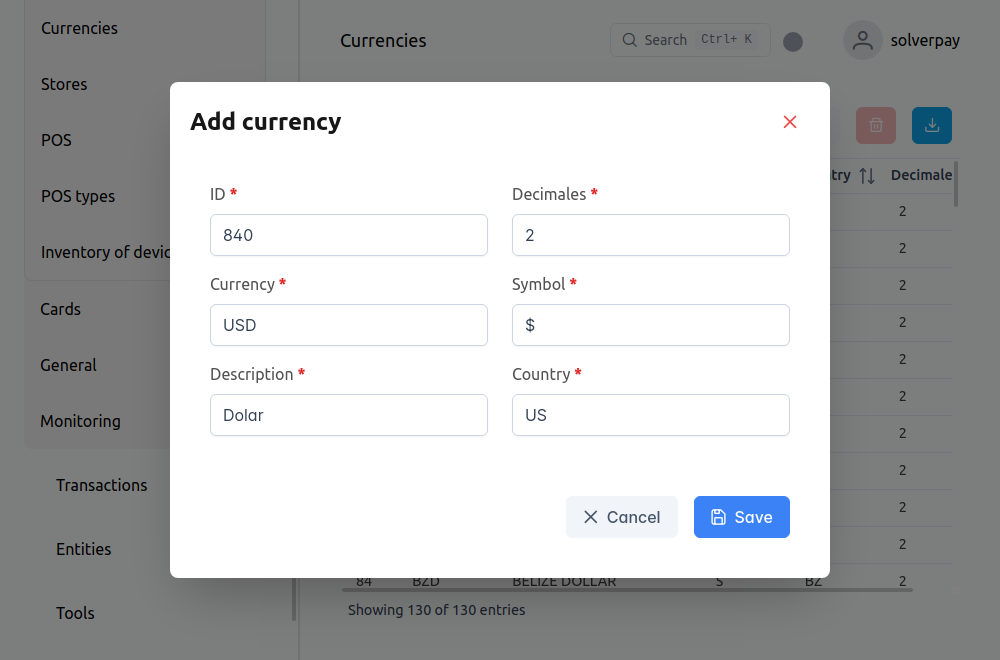 Currencies
Stores
POS
POS types
Inventory of devic
Cards
General
Monitoring
Transactions
Entities
Tools
Currencies
Search Ctrl+ K
solverpay
Add currency
ID *
Decimales *
840
2
Currency *
Symbol *
USD
$
Description *
Country *
Dolar
US
Cancel
Save
try Decimale
2
2
2
2
2
2
2
2
2
2
84 BZD BELIZE DOLLAR $ BZ 2
Showing 130 of 130 entries